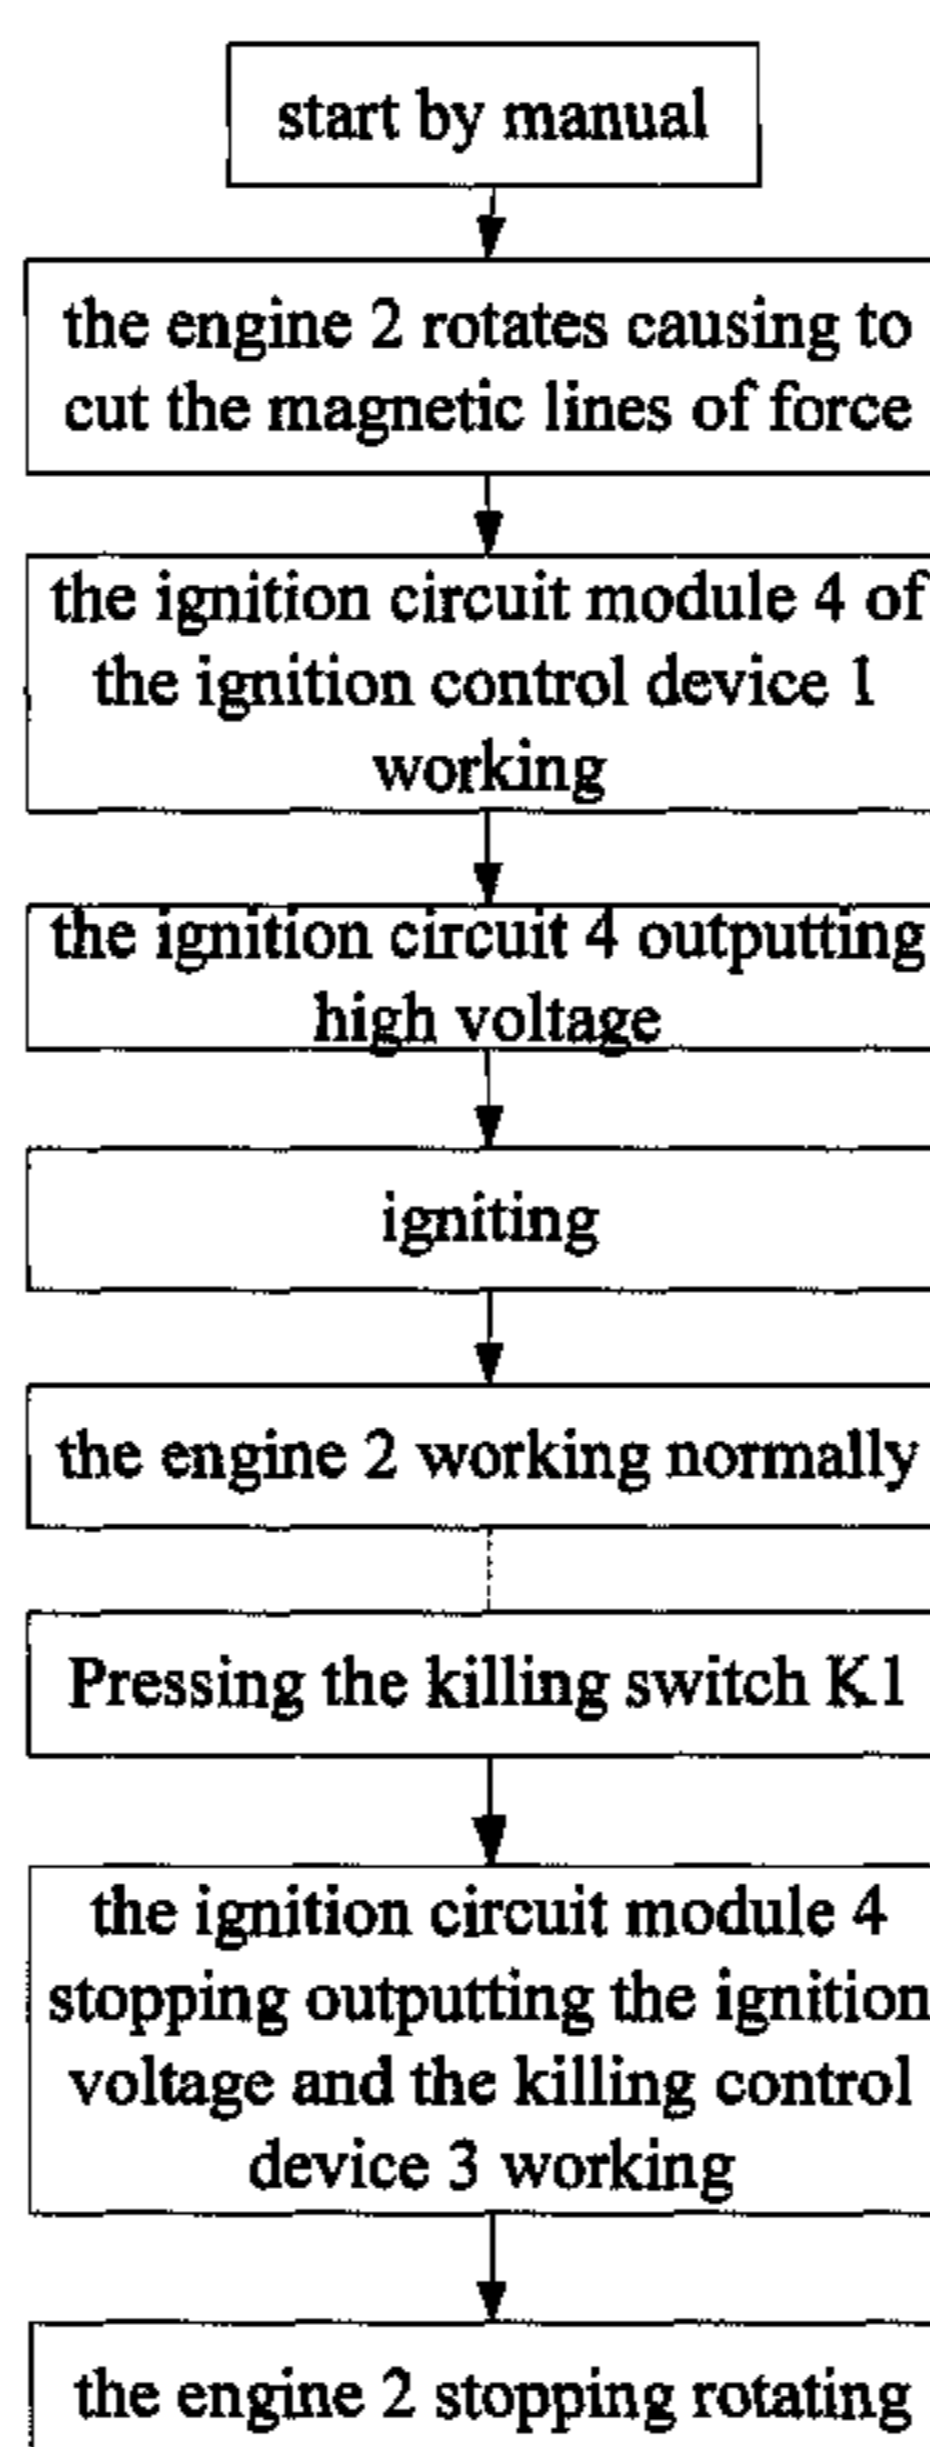 start by manual
the engine 2 rotates causing to
cut the magnetic lines of force
the ignition circuit module 4 of
the ignition control device 1
working
the ignition circuit 4 outputting
high voltage
igniting
the engine 2 working normally
Pressing the killing switch K1
the ignition circuit module 4
stopping outputting the ignition
voltage and the killing control
device 3 working
the engine 2 stopping rotating